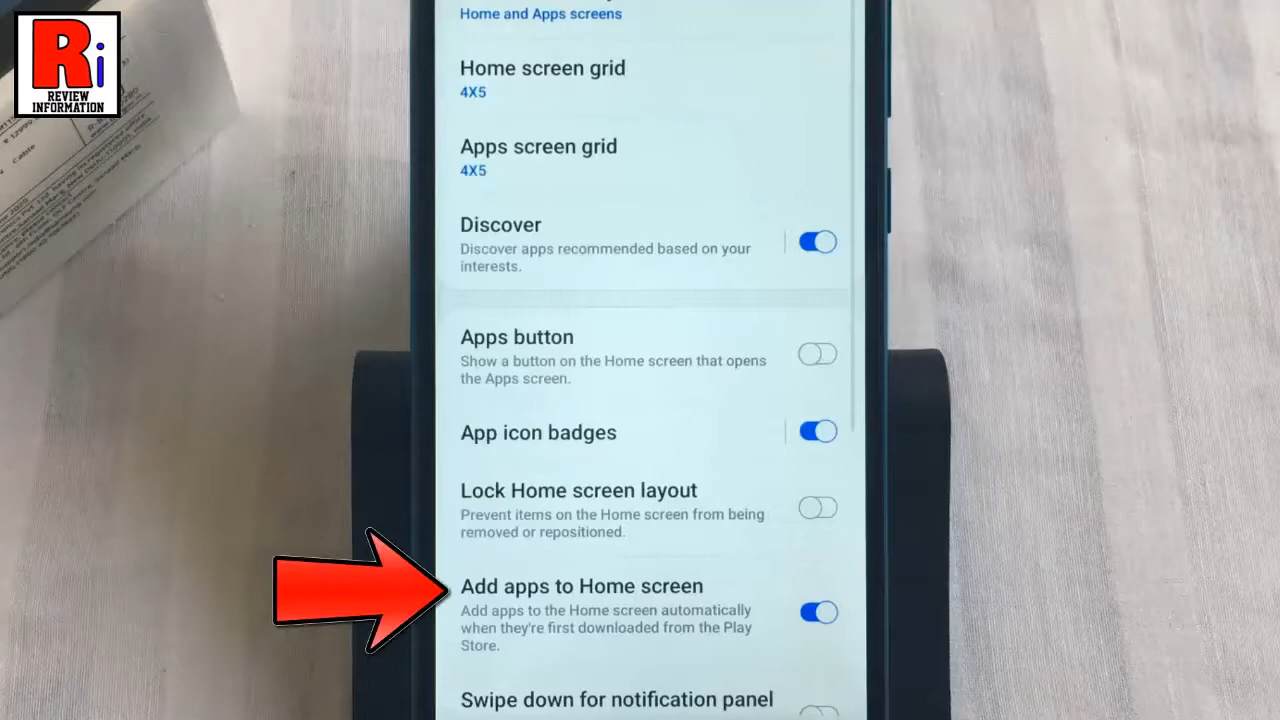 Ri
REVIEW
INFORMATION
Cable
Home and Apps screens
Home screen grid
4X5
Apps screen grid
4X5
Discover
Discover apps recommended based on your
interests.
Apps button
Show a button on the Home screen that opens
the Apps screen.
App icon badges
Lock Home screen layout
Prevent items on the Home screen from being
removed or repositioned.
Add apps to Home screen
Add apps to the Home screen automatically
when they're first downloaded from the Play
Store.
Swipe down for notification panel